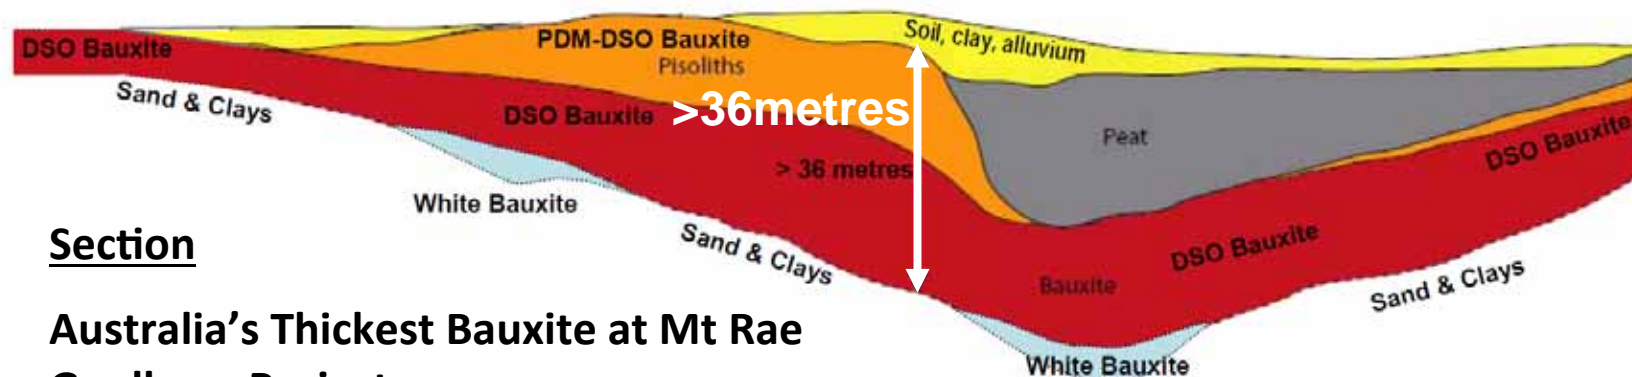 DSO Bauxite
PDM-DSO Bauxite
Pisoliths
Soil, clay, alluvium
Sand & Clays
DSO Bauxite
>36metres
Peat
DSO Bauxite
> 36 metres
White Bauxite
Sand & Clays
DSO Bauxite
Bauxite
Sand & Clays
White Bauxite
Section
Australia's Thickest Bauxite at Mt Rae